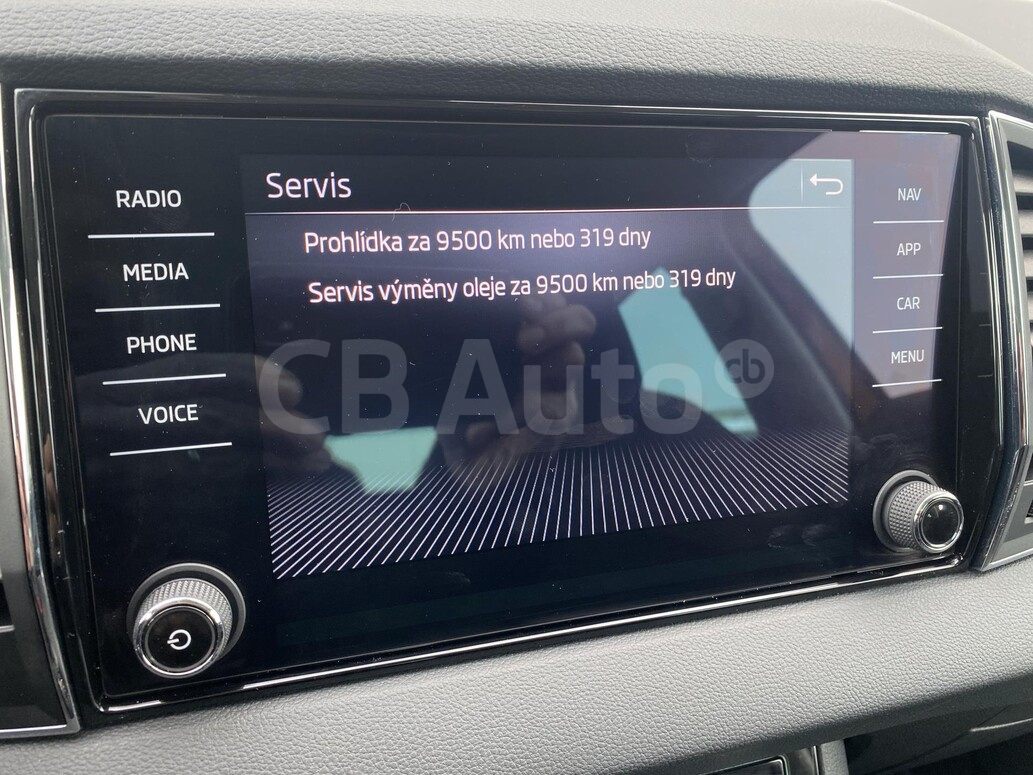 RADIO
MEDIA
PHONE
VOICE
Servis
Prohlídka za 9500 km nebo 319 dny
Servis výměny oleje za 9500 km nebo 319 dny
NAV
APP
CAR
MENU
CB Auto cb